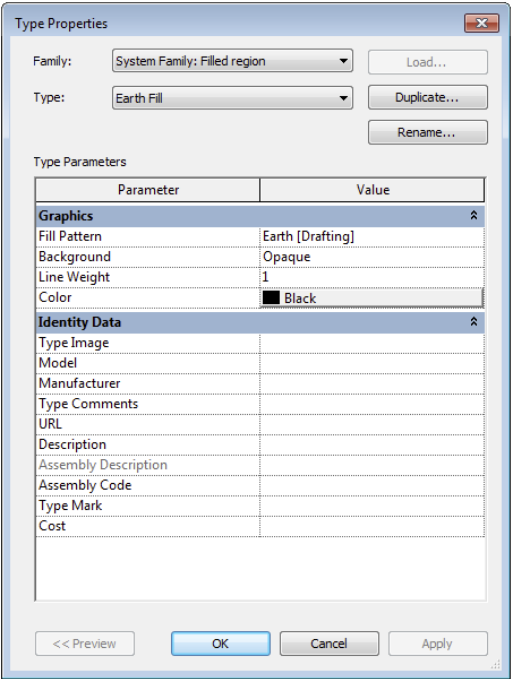 Type Properties
Family: System Family: Filled region Load...
Type: Earth Fill Duplicate...
Rename...
Type Parameters
Parameter Value
Graphics
Fill Pattern Earth [Drafting]
Background Opaque
Line Weight 1
Color Black
Identity Data
Type Image
Model
Manufacturer
Type Comments
URL
Description
Assembly Description
Assembly Code
Type Mark
Cost
<< Preview OK Cancel Apply